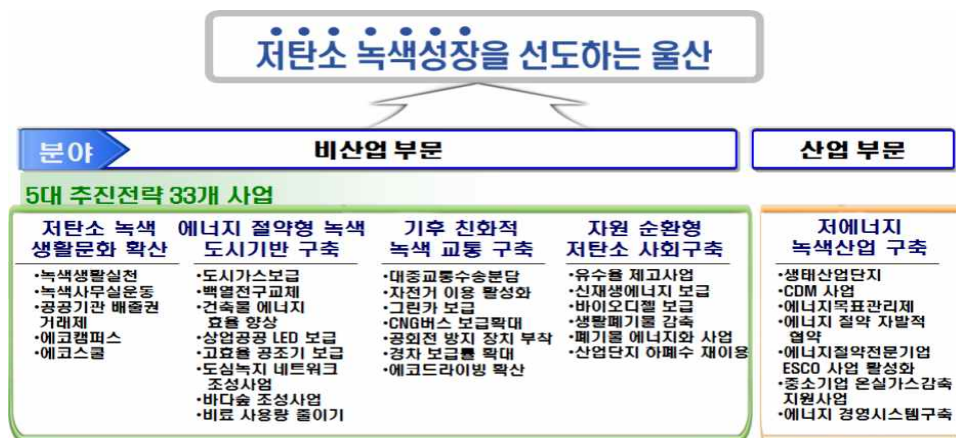 저탄소 녹색성장을 선도하는 울산
분야
비산업 부문
산업 부문
5대 추진전략 33개 사업
저탄소 녹색
생활문화 확산
•녹색생활실천
•녹색사무실운동
•공공기관 배출권
거래제
•에코캠퍼스
•에코스쿨
에너지 절약형 녹색
도시기반 구축
•도시가스보급
•백열전구교체
•건축물 에너지
효율 양상
•상업공공 LED 보급
•고효율 공조기 보급
•도심녹지 네트워크
조성사업
•바다숲 조성사업
•비료 사용량 줄이기
기후 친화적
녹색 교통 구축
•대중교통수송분담
•자전거 이용 활성화
•그린카 보급
•CNG버스 보급확대
•공회전 방지 장치 부착
•경차 보급률 확대
•에코드라이빙 확산
자원 순환형
저탄소 사회구축
•유수율 제고사업
•신재생에너지 보급
•바이오디젤 보급
•생활폐기물 감축
•폐기물 에너지화 사업
•산업단지 하폐수 재이용
저에너지
녹색산업 구축
•생태산업단지
•CDM 사업
•에너지목표관리제
•에너지 절약 자발적
협약
•에너지절약전문기업
ESCO 사업 활성화
•중소기업 온실가스감축
지원사업
•에너지 경영시스템구축